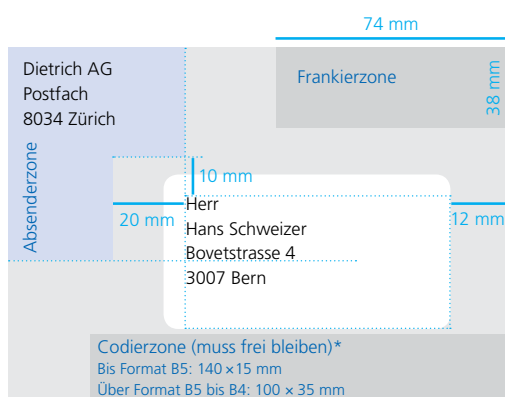 74 mm
Dietrich AG
Postfach
8034 Zürich
Frankierzone
38 mm
Absenderzone
10 mm
20 mm
12 mm
Herr
Hans Schweizer
Bovetstrasse 4
3007 Bern
Codierzone (muss frei bleiben)*
Bis Format B5: 140 × 15 mm
Über Format B5 bis B4: 100 × 35 mm